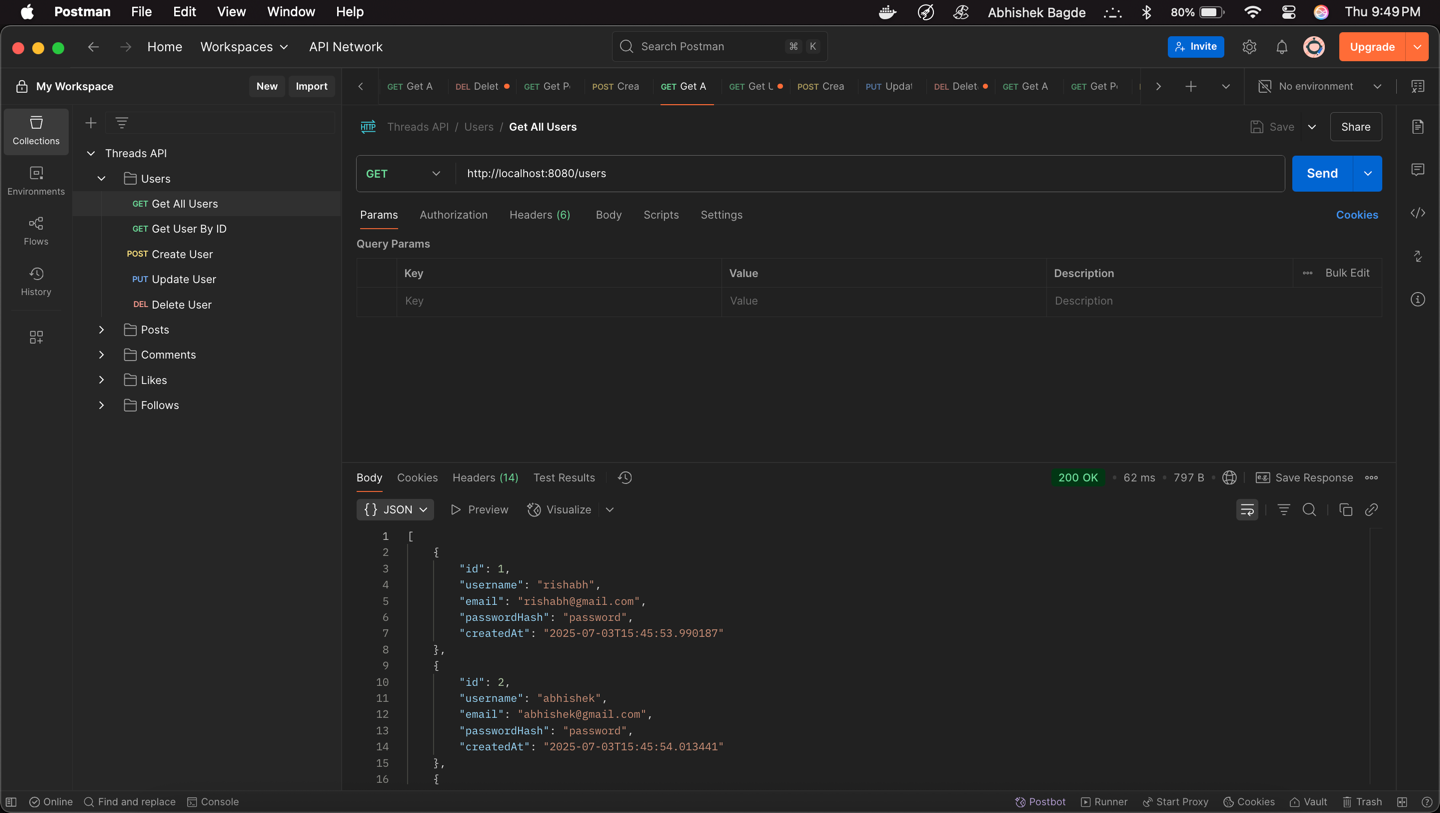 Postman File Edit View Window Help Abhishek Bagde 80% Thu 9:49 PM
Home Workspaces API Network Search Postman ⌘ K Invite Upgrade
My Workspace New Import GET Get A DEL Delet GET Get P POST Crea GET Get A GET Get U POST Crea PUT Updat DEL Delet GET Get A GET Get P No environment
Collections
Environments
Flows
History
Threads API
Users
GET Get All Users
GET Get User By ID
POST Create User
PUT Update User
DEL Delete User
Posts
Comments
Likes
Follows
HTTP Threads API / Users / Get All Users Save Share
GET http://localhost:8080/users Send
Params Authorization Headers (6) Body Scripts Settings Cookies
Query Params
Key Value Description Bulk Edit
Key Value Description
Body Cookies Headers (14) Test Results 200 OK 62 ms 797 B e.g. Save Response
{} JSON Preview Visualize
1 [
2 {
3 "id": 1,
4 "username": "rishabh",
5 "email": "rishabh@gmail.com",
6 "passwordHash": "password",
7 "createdAt": "2025-07-03T15:45:53.990187"
8 },
9 {
10 "id": 2,
11 "username": "abhishek",
12 "email": "abhishek@gmail.com",
13 "passwordHash": "password",
14 "createdAt": "2025-07-03T15:45:54.013441"
15 },
16 {
Online Find and replace Console Postbot Runner Start Proxy Cookies Vault Trash